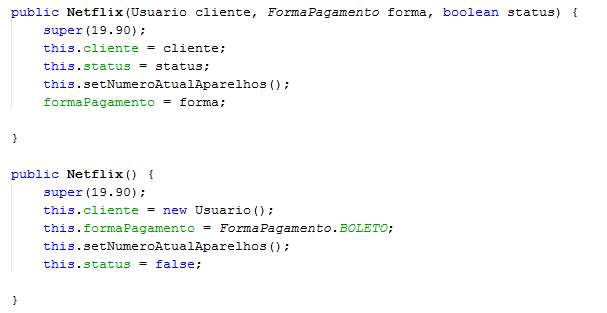 public Netflix(Usuario cliente, FormaPagamento forma, boolean status) {
    super(19.90);
    this.cliente = cliente;
    this.status = status;
    this.setNumeroAtualAparelhos();
    formaPagamento = forma;
}
public Netflix() {
    super(19.90);
    this.cliente = new Usuario();
    this.formaPagamento = FormaPagamento.BOLETO;
    this.setNumeroAtualAparelhos();
    this.status = false;
}